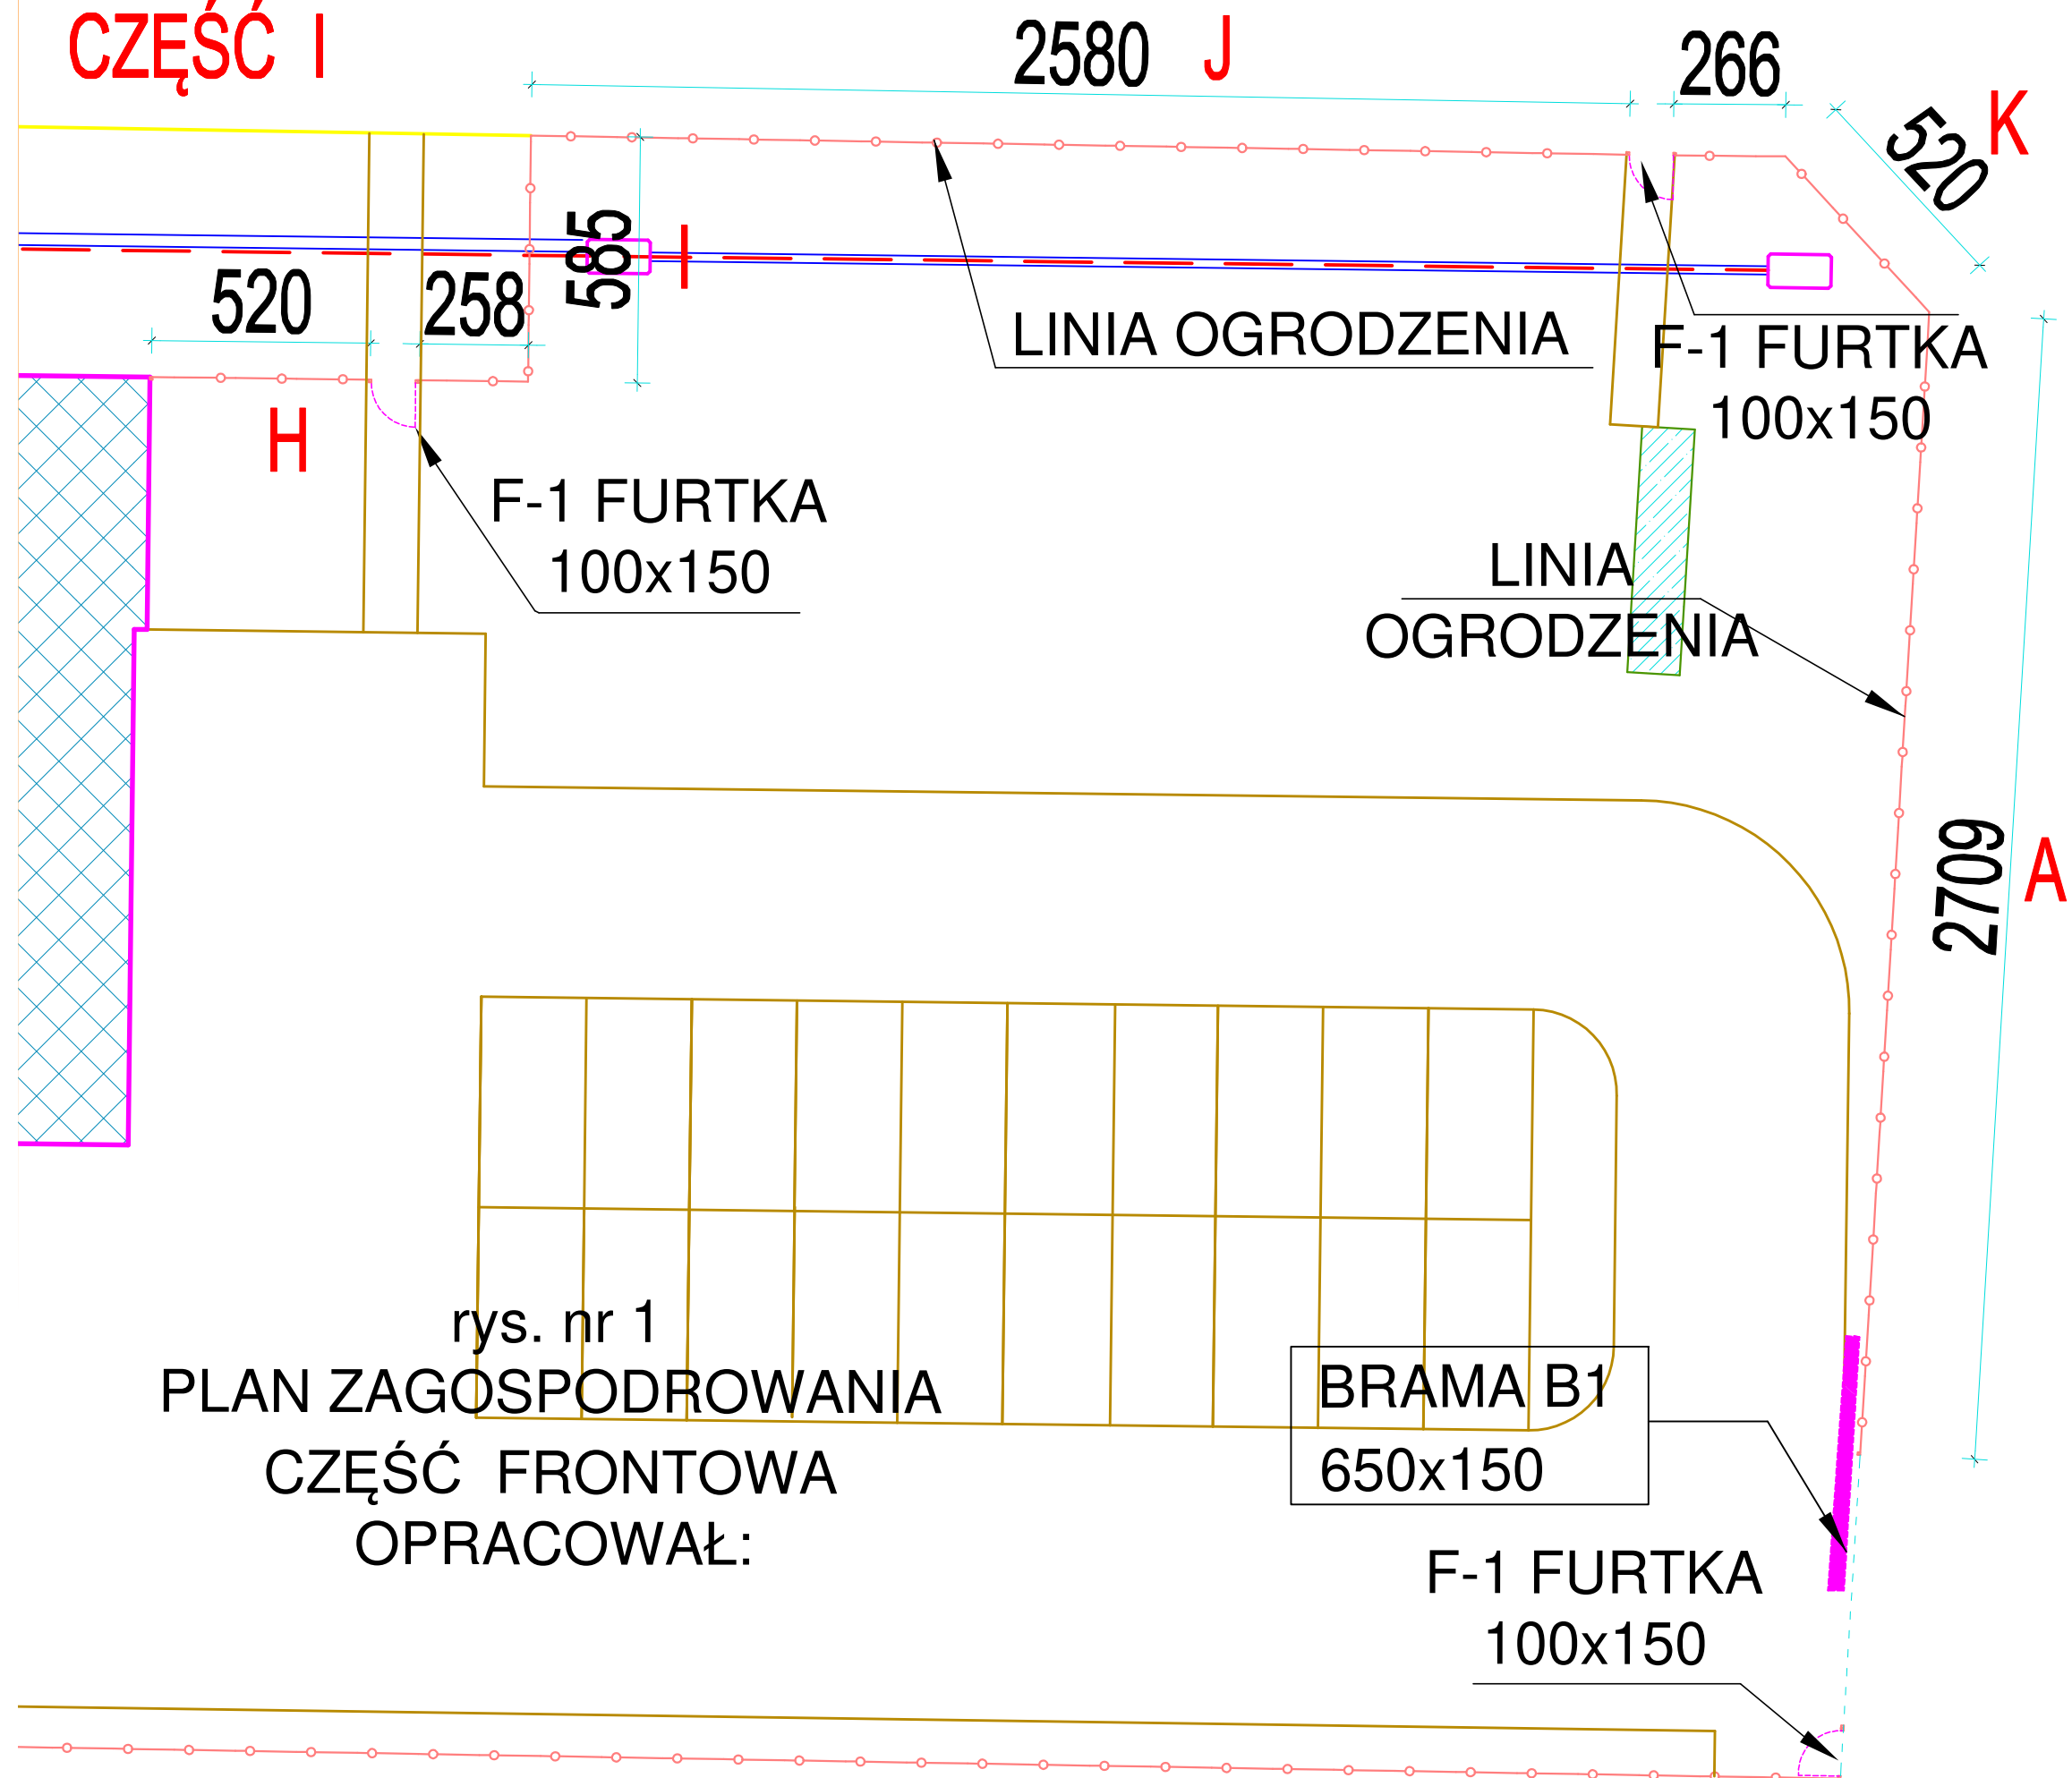 CZĘŚĆ I
2580
J
266
K
520
585
I
520
258
LINIA OGRODZENIA
F-1 FURTKA
100x150
H
F-1 FURTKA
100x150
LINIA
OGRODZENIA
2709
A
rys. nr 1
PLAN ZAGOSPODROWANIA
CZĘŚĆ FRONTOWA
OPRACOWAŁ:
BRAMA B1
650x150
F-1 FURTKA
100x150